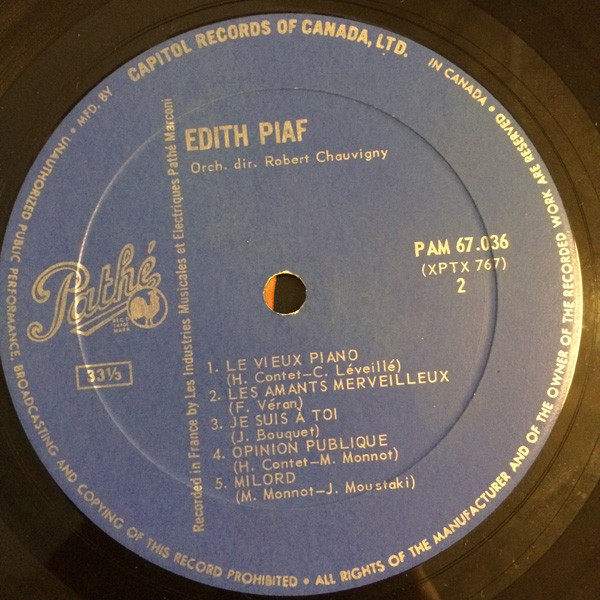 UNAUTHORIZED PUBLIC PERFORMANCE, BROADCASTING AND COPYING OF THIS RECORD PROHIBITED • ALL RIGHTS OF THE MANUFACTURER AND OF THE OWNER OF THE RECORDED WORK ARE RESERVED •
MFD. BY CAPITOL RECORDS OF CANADA, LTD. IN CANADA •
Recorded in France by Les Industries Musicales et Electriques Pathé Marconi
EDITH PIAF
Orch. dir. Robert Chauvigny
Pathé
TRADE
MARK
33⅓
PAM 67.036
(XPTX 767)
2
1. LE VIEUX PIANO
(H. Contet-C. Léveillé)
2. LES AMANTS MERVEILLEUX
(F. Véran)
3. JE SUIS À TOI
(J. Bouquet)
4. OPINION PUBLIQUE
(H. Contet-M. Monnot)
5. MILORD
(M. Monnot-J. Moustaki)